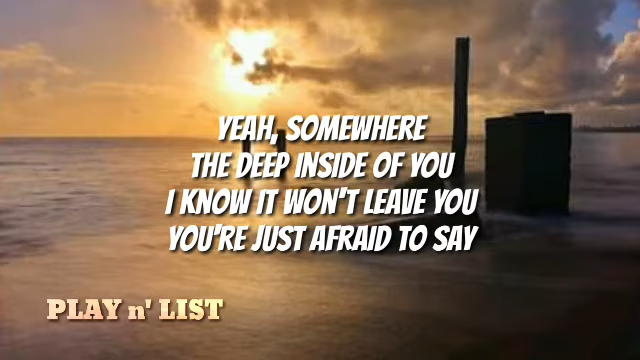 YEAH, SOMEWHERE
THE DEEP INSIDE OF YOU
I KNOW IT WON'T LEAVE YOU
YOU'RE JUST AFRAID TO SAY
PLAY n' LIST